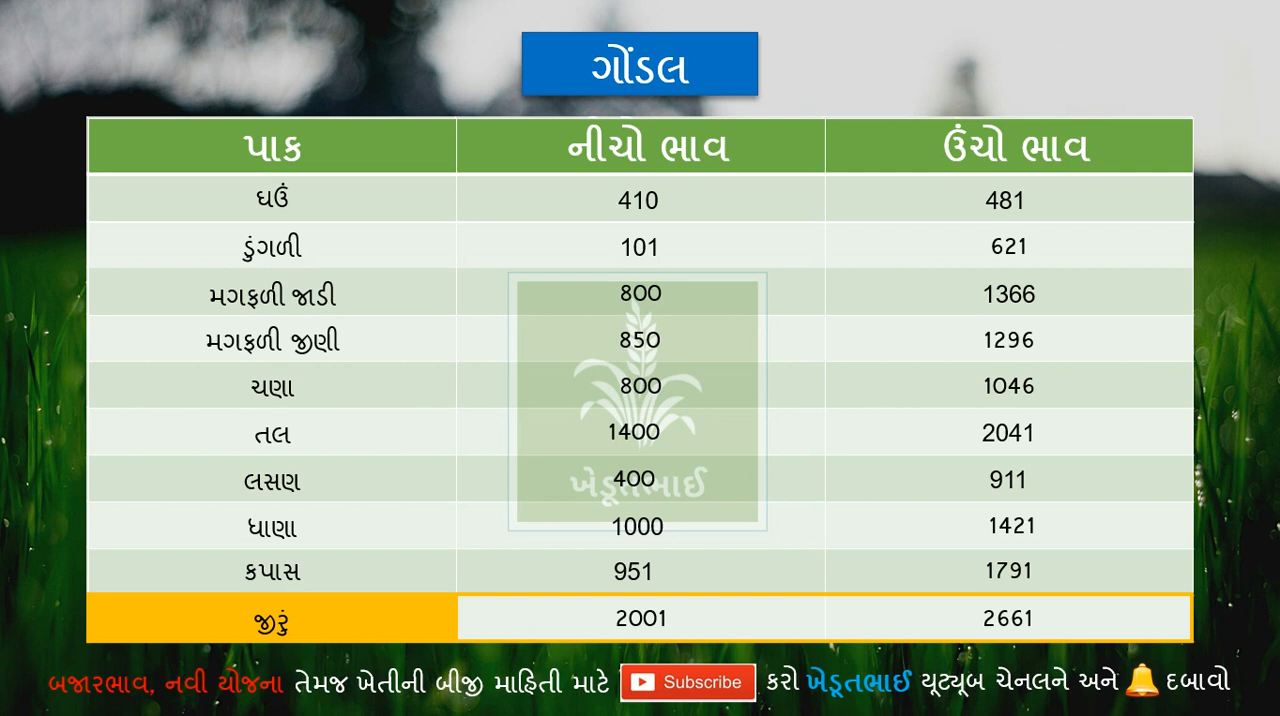 ગોંડલ
પાક નીચો ભાવ ઉંચો ભાવ
ઘઉં 410 481
ડુંગળી 101 621
મગફળી જાડી 800 1366
મગફળી જીણી 850 1296
ચણા 800 1046
તલ 1400 2041
લસણ 400 911
ધાણા 1000 1421
કપાસ 951 1791
જીરું 2001 2661
ખેડૂતભાઈ
બજારભાવ, નવી યોજના તેમજ ખેતીની બીજી માહિતી માટે Subscribe કરો ખેડૂતભાઈ યૂટ્યૂબ ચેનલને અને દબાવો